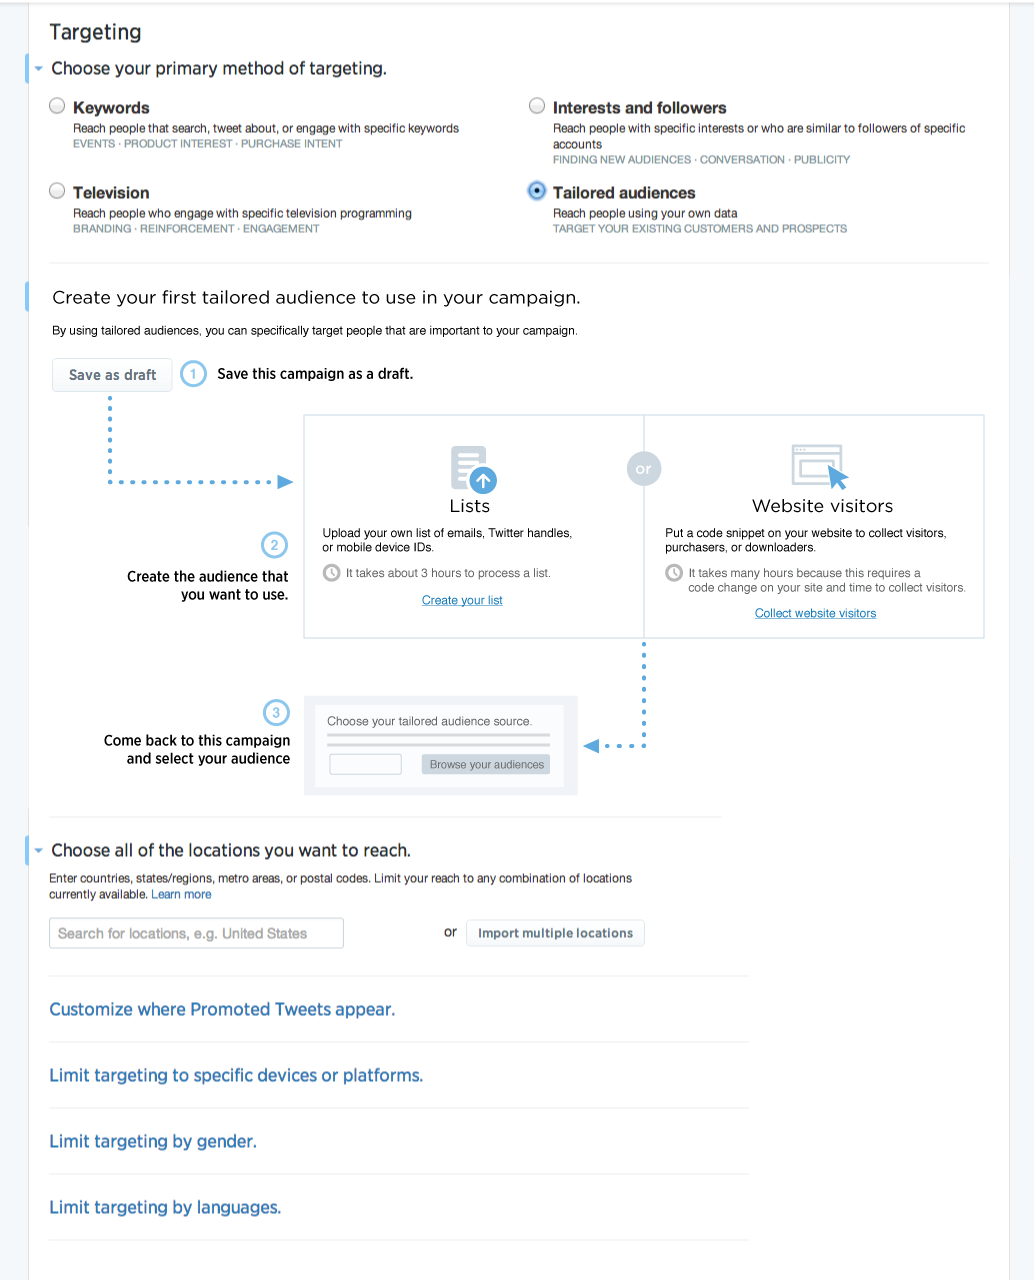 Targeting
Choose your primary method of targeting.
Keywords
Reach people that search, tweet about, or engage with specific keywords
EVENTS · PRODUCT INTEREST · PURCHASE INTENT
Interests and followers
Reach people with specific interests or who are similar to followers of specific
accounts
FINDING NEW AUDIENCES · CONVERSATION · PUBLICITY
Television
Reach people who engage with specific television programming
BRANDING · REINFORCEMENT · ENGAGEMENT
Tailored audiences
Reach people using your own data
TARGET YOUR EXISTING CUSTOMERS AND PROSPECTS
Create your first tailored audience to use in your campaign.
By using tailored audiences, you can specifically target people that are important to your campaign.
Save as draft
1
Save this campaign as a draft.
2
Create the audience that
you want to use.
Lists
Upload your own list of emails, Twitter handles,
or mobile device IDs.
It takes about 3 hours to process a list.
Create your list
or
Website visitors
Put a code snippet on your website to collect visitors,
purchasers, or downloaders.
It takes many hours because this requires a
code change on your site and time to collect visitors.
Collect website visitors
3
Come back to this campaign
and select your audience
Choose your tailored audience source.
Browse your audiences
Choose all of the locations you want to reach.
Enter countries, states/regions, metro areas, or postal codes. Limit your reach to any combination of locations
currently available. Learn more
Search for locations, e.g. United States
or
Import multiple locations
Customize where Promoted Tweets appear.
Limit targeting to specific devices or platforms.
Limit targeting by gender.
Limit targeting by languages.